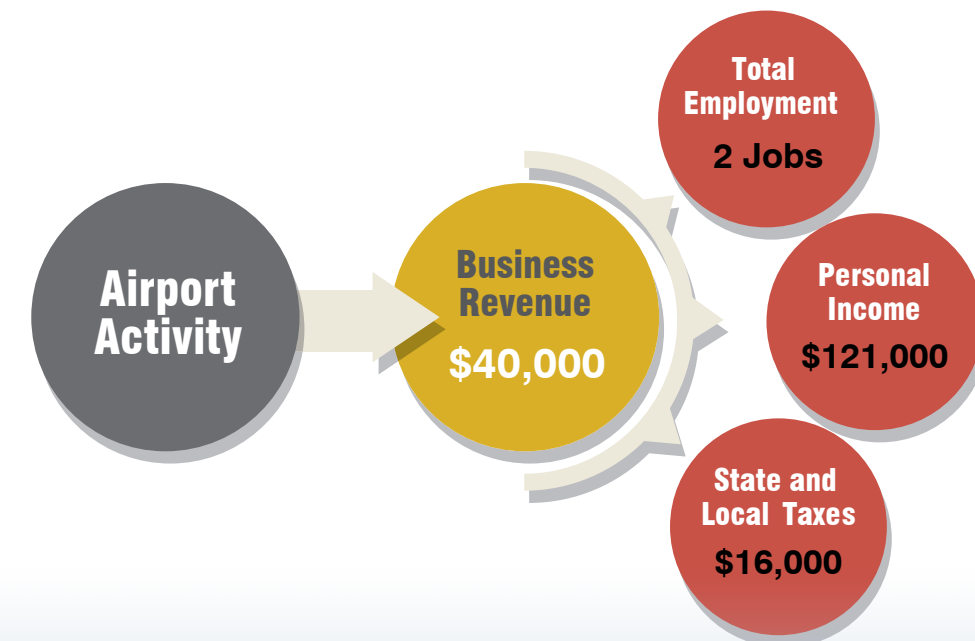 Airport
Activity
Business
Revenue
$40,000
Total
Employment
2 Jobs
Personal
Income
$121,000
State and
Local Taxes
$16,000